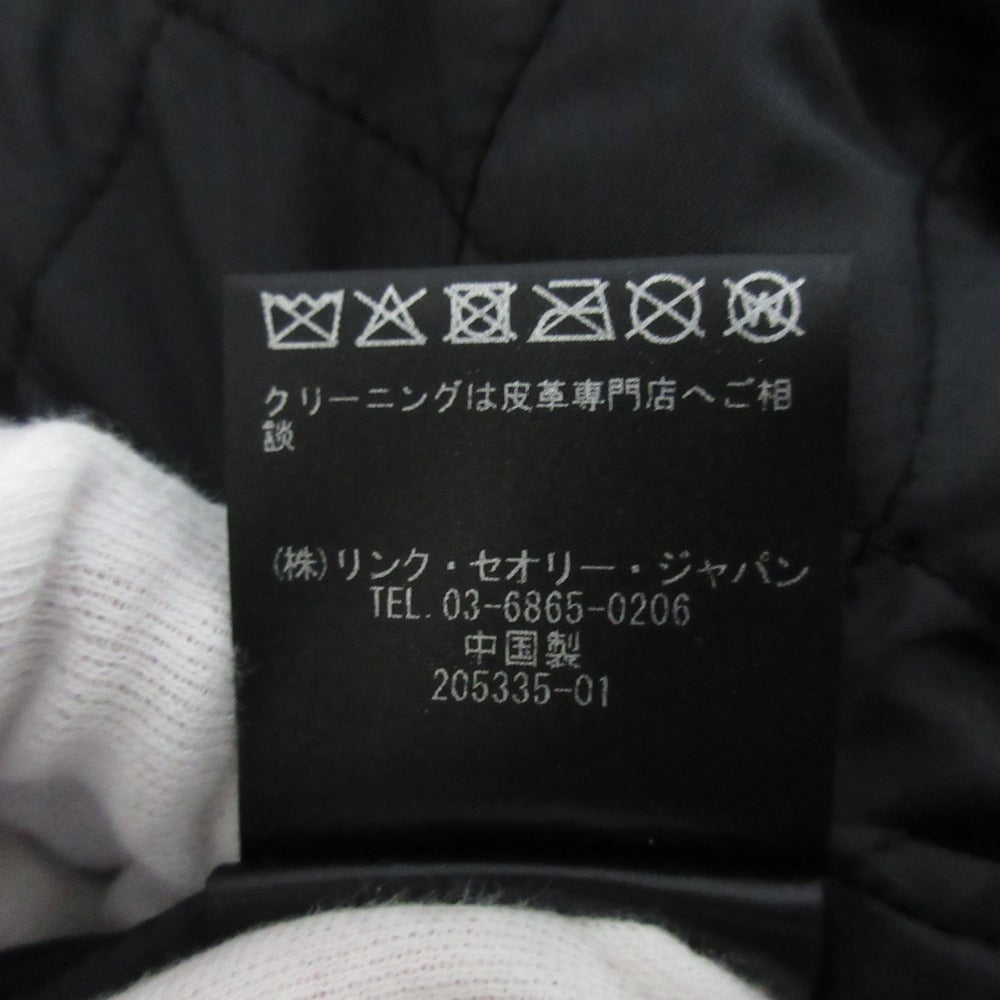 クリーニングは皮革専門店へご相
談
(株)リンク・セオリー・ジャパン
TEL. 03-6865-0206
中国製
205335-01